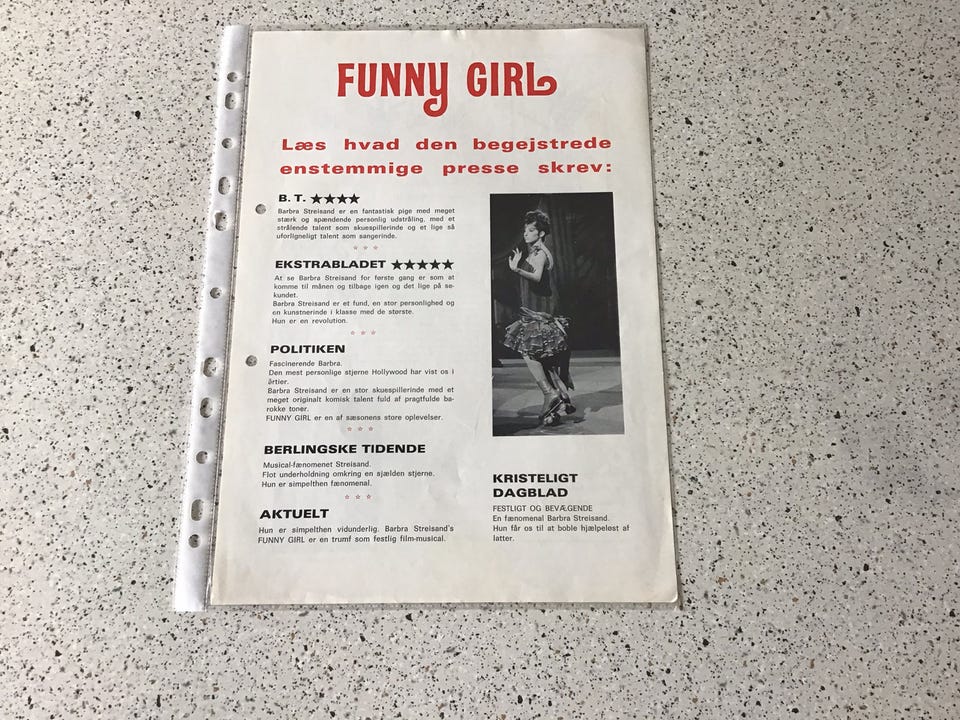 FUNNY GIRL
Læs hvad den begejstrede
enstemmige presse skrev:
B. T. ★★★★
Barbra Streisand er en fantastisk pige med meget
stærk og spændende personlig udstråling, med et
strålende talent som skuespillerinde og et lige så
uforligneligt talent som sangerinde.
☆ ☆ ☆
EKSTRABLADET ★★★★★
At se Barbra Streisand for første gang er som at
komme til månen og tilbage igen og det lige på se-
kundet.
Barbra Streisand er et fund, en stor personlighed og
en kunstnerinde i klasse med de største.
Hun er en revolution.
☆ ☆ ☆
POLITIKEN
Fascinerende Barbra.
Den mest personlige stjerne Hollywood har vist os i
årtier.
Barbra Streisand er en stor skuespillerinde med et
meget originalt komisk talent fuld af pragtfulde ba-
rokke toner.
FUNNY GIRL er en af sæsonens store oplevelser.
☆ ☆ ☆
BERLINGSKE TIDENDE
Musical-fænomenet Streisand.
Flot underholdning omkring en sjælden stjerne.
Hun er simpelthen fænomenal.
☆ ☆ ☆
AKTUELT
Hun er simpelthen vidunderlig. Barbra Streisand's
FUNNY GIRL er en trumf som festlig film-musical.
KRISTELIGT
DAGBLAD
FESTLIGT OG BEVÆGENDE
En fænomenal Barbra Streisand.
Hun får os til at boble hjælpeløst af
latter.